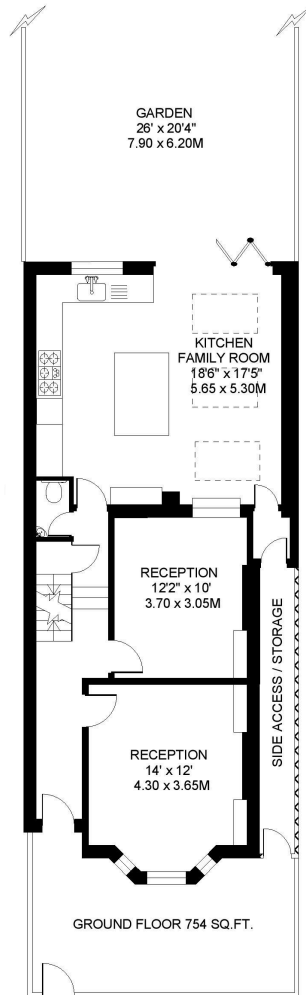 GARDEN
26' x 20'4"
7.90 x 6.20M
KITCHEN
FAMILY ROOM
18'6" x 17'5"
5.65 x 5.30M
RECEPTION
12'2" x 10'
3.70 x 3.05M
SIDE ACCESS / STORAGE
RECEPTION
14' x 12'
4.30 x 3.65M
GROUND FLOOR 754 SQ.FT.